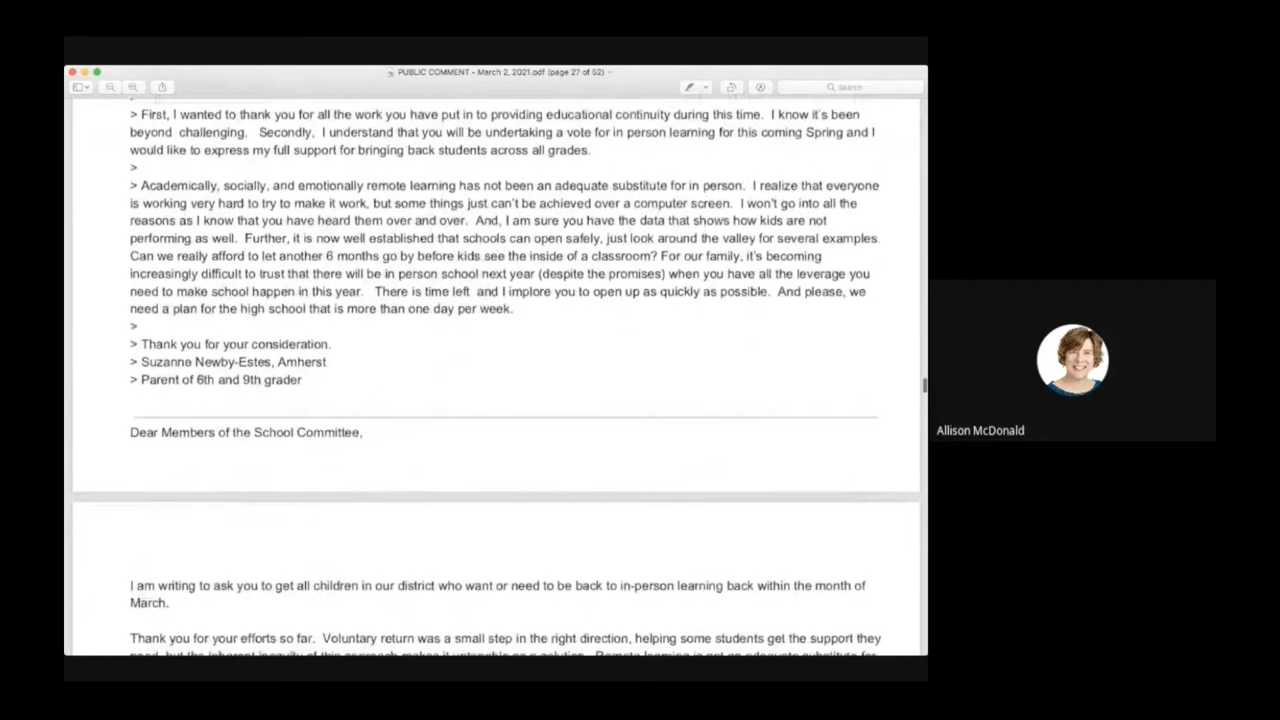 PUBLIC COMMENT - March 2, 2021.pdf (page 27 of 52)
Search
> First, I wanted to thank you for all the work you have put in to providing educational continuity during this time. I know it's been
beyond challenging. Secondly, I understand that you will be undertaking a vote for in person learning for this coming Spring and I
would like to express my full support for bringing back students across all grades.
>
> Academically, socially, and emotionally remote learning has not been an adequate substitute for in person. I realize that everyone
is working very hard to try to make it work, but some things just can't be achieved over a computer screen. I won't go into all the
reasons as I know that you have heard them over and over. And, I am sure you have the data that shows how kids are not
performing as well. Further, it is now well established that schools can open safely, just look around the valley for several examples.
Can we really afford to let another 6 months go by before kids see the inside of a classroom? For our family, it's becoming
increasingly difficult to trust that there will be in person school next year (despite the promises) when you have all the leverage you
need to make school happen in this year. There is time left and I implore you to open up as quickly as possible. And please, we
need a plan for the high school that is more than one day per week.
>
> Thank you for your consideration.
> Suzanne Newby-Estes, Amherst
> Parent of 6th and 9th grader
Dear Members of the School Committee,
Allison McDonald
I am writing to ask you to get all children in our district who want or need to be back to in-person learning back within the month of
March.
Thank you for your efforts so far. Voluntary return was a small step in the right direction, helping some students get the support they